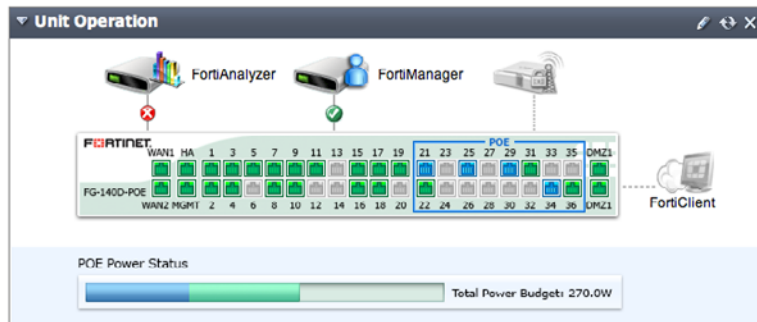 Unit Operation
FortiAnalyzer
FortiManager
POE
FORTINET
WAN1 HA 1 3 5 7 9 11 13 15 17 19 21 23 25 27 29 31 33 35 DMZ1
FG-140D-POE
WAN2 MGMT 2 4 6 8 10 12 14 16 18 20 22 24 26 28 30 32 34 36 DMZ1
FortiClient
POE Power Status
Total Power Budget: 270.0W